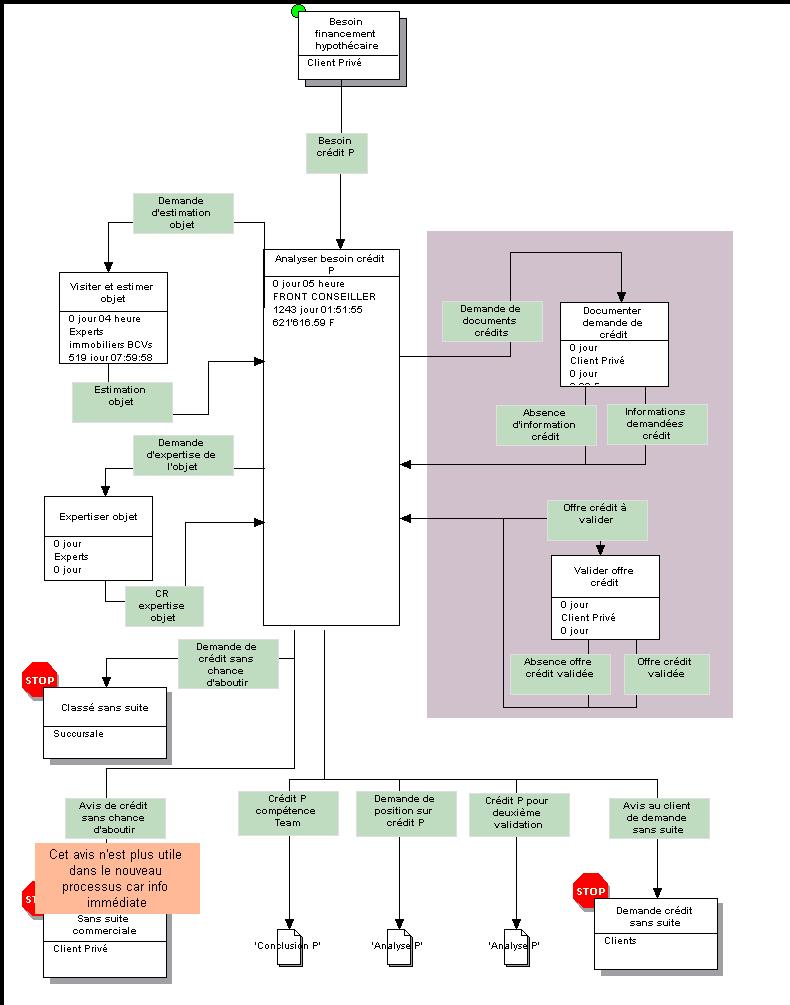 Besoin
financement
hypothécaire
Client Privé
Besoin
crédit P
Demande
d'estimation
objet
Analyser besoin crédit
P
0 jour 05 heure
FRONT CONSEILLER
1243 jour 01:51:55
621'616.59 F
Visiter et estimer
objet
0 jour 04 heure
Experts
immobiliers BCVs
519 jour 07:59:58
Estimation
objet
Demande de
documents
crédits
Documenter
demande de
crédit
0 jour
Client Privé
0 jour
Absence
d'information
crédit
Informations
demandées
crédit
Demande
d'expertise de
l'objet
Expertiser objet
0 jour
Experts
0 jour
CR
expertise
objet
Offre crédit à
valider
Valider offre
crédit
0 jour
Client Privé
0 jour
Absence offre
crédit validée
Offre crédit
validée
Demande de
crédit sans
chance
d'aboutir
STOP
Classé sans suite
Succursale
Avis de crédit
sans chance
d'aboutir
Cet avis n'est plus utile
dans le nouveau
processus car info
immédiate
Sans suite
commerciale
Client Privé
Crédit P
compétence
Team
Demande de
position sur
crédit P
Crédit P pour
deuxième
validation
Avis au client
de demande
sans suite
'Conclusion P'
'Analyse P'
'Analyse P'
STOP
Demande crédit
sans suite
Clients